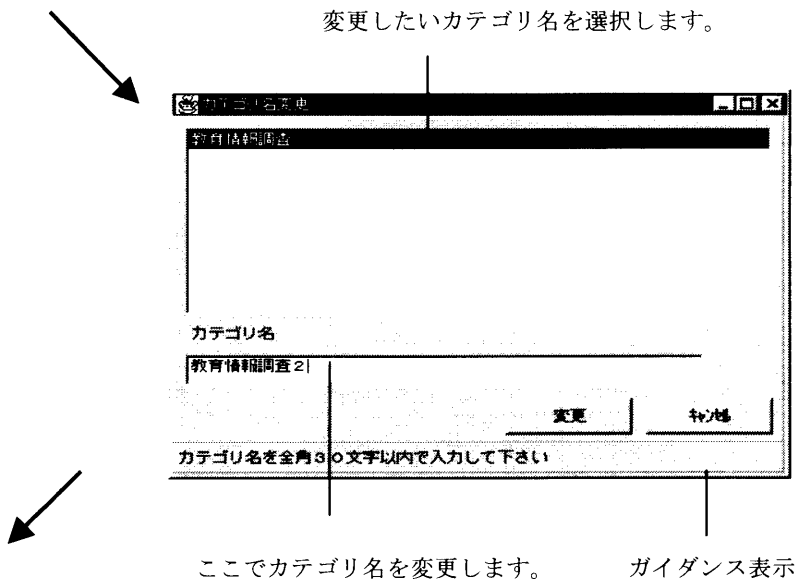 変更したいカテゴリ名を選択します。
カテゴリ名変更
教育情報調査
カテゴリ名
教育情報調査2
変更 ｷｬﾝｾﾙ
カテゴリ名を全角30文字以内で入力して下さい
ここでカテゴリ名を変更します。 ガイダンス表示